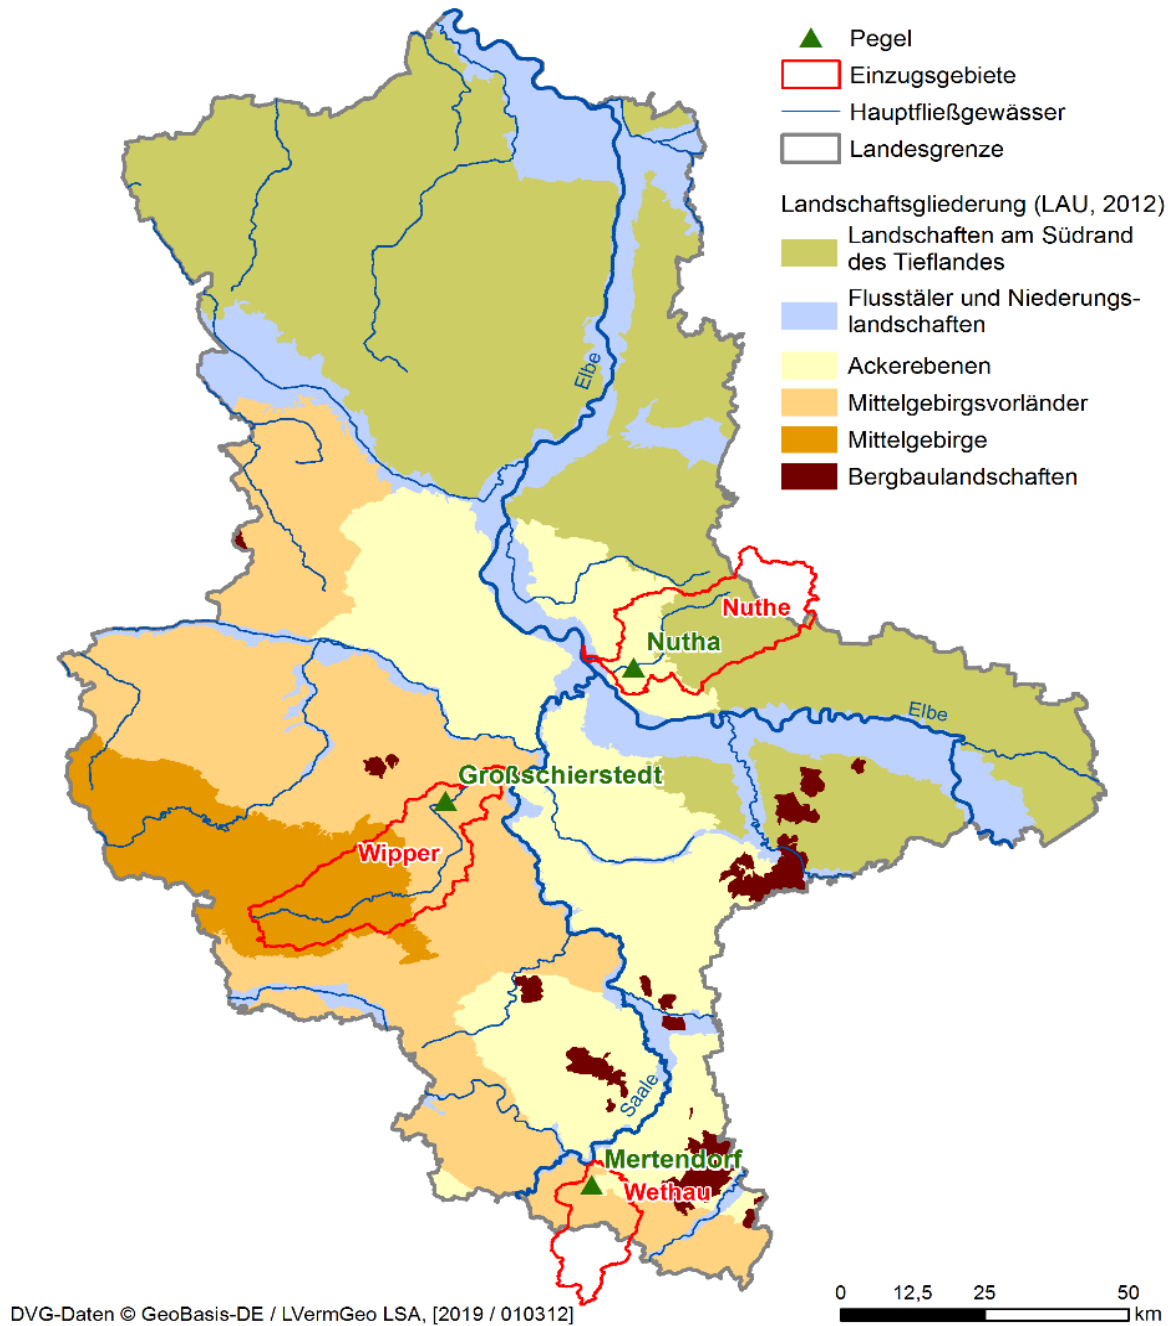 Pegel
Einzugsgebiete
Hauptfließgewässer
Landesgrenze
Landschaftsgliederung (LAU, 2012)
Landschaften am Südrand
des Tieflandes
Flusstäler und Niederungs-
landschaften
Ackerebenen
Mittelgebirgsvorländer
Mittelgebirge
Bergbaulandschaften
Elbe
Nuthe
Nutha
Elbe
Großschierstedt
Wipper
Saale
Mertendorf
Wethau
0 12,5 25 50
km
DVG-Daten © GeoBasis-DE / LVermGeo LSA, [2019 / 010312]